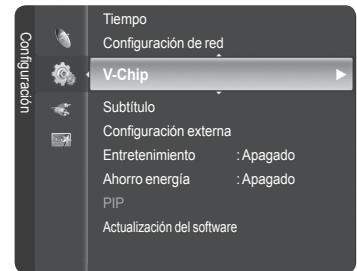 Configuración
Tiempo
Configuración de red
V-Chip
Subtítulo
Configuración externa
Entretenimiento : Apagado
Ahorro energía : Apagado
PIP
Actualización del software